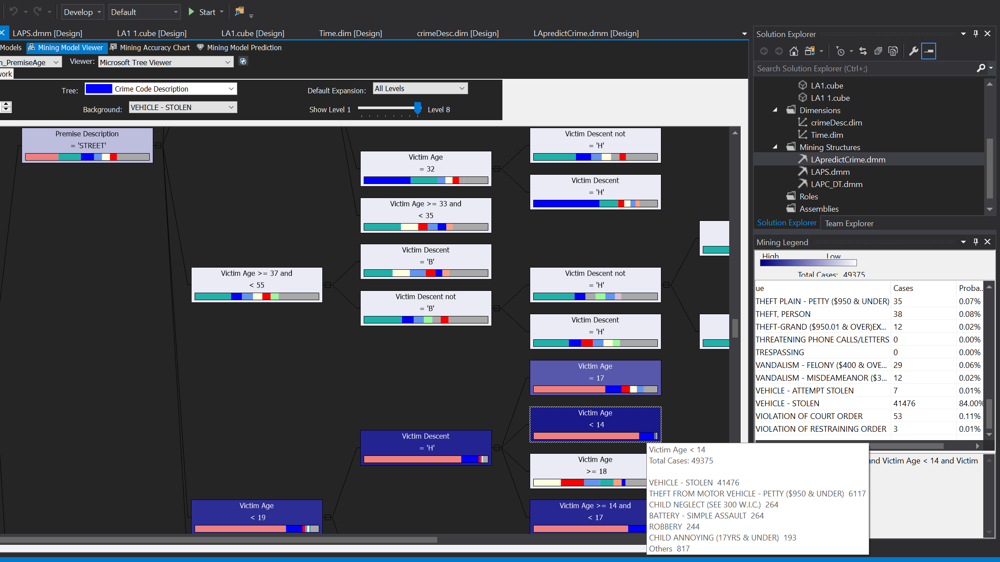 Develop Default Start
LAPS.dmm [Design] LA1 1.cube [Design] LA1.cube [Design] Time.dim [Design] crimeDesc.dim [Design] LApredictCrime.dmm [Design]
Models Mining Model Viewer Mining Accuracy Chart Mining Model Prediction
_PremiseAge Viewer: Microsoft Tree Viewer
work
Tree: Crime Code Description Default Expansion: All Levels
Background: VEHICLE - STOLEN Show Level 1 Level 8
Premise Description
= 'STREET'
Victim Age
= 32
Victim Age >= 33 and
< 35
Victim Descent
= 'B'
Victim Age >= 37 and
< 55
Victim Descent not
= 'B'
Victim Descent not
= 'H'
Victim Descent
= 'H'
Victim Descent not
= 'H'
Victim Descent
= 'H'
Victim Age
= 17
Victim Age
< 14
Victim Descent
= 'H'
Victim Age
>= 18
Victim Age
< 19
Victim Age >= 14 and
< 17
Victim Age < 14
Total Cases: 49375
VEHICLE - STOLEN 41476
THEFT FROM MOTOR VEHICLE - PETTY ($950 & UNDER) 6117
CHILD NEGLECT (SEE 300 W.I.C.) 264
BATTERY - SIMPLE ASSAULT 264
ROBBERY 244
CHILD ANNOYING (17YRS & UNDER) 193
Others 817
Solution Explorer
Search Solution Explorer (Ctrl+;)
LA1.cube
LA1 1.cube
Dimensions
crimeDesc.dim
Time.dim
Mining Structures
LApredictCrime.dmm
LAPS.dmm
LAPC_DT.dmm
Roles
Assemblies
Solution Explorer Team Explorer
Mining Legend
High Low
Total Cases: 49375
ue Cases Proba...
THEFT PLAIN - PETTY ($950 & UNDER) 35 0.07%
THEFT, PERSON 38 0.08%
THEFT-GRAND ($950.01 & OVER)EX... 12 0.02%
THREATENING PHONE CALLS/LETTERS 0 0.00%
TRESPASSING 0 0.00%
VANDALISM - FELONY ($400 & OVE... 29 0.06%
VANDALISM - MISDEAMEANOR ($3... 12 0.02%
VEHICLE - ATTEMPT STOLEN 7 0.01%
VEHICLE - STOLEN 41476 84.00%
VIOLATION OF COURT ORDER 53 0.11%
VIOLATION OF RESTRAINING ORDER 3 0.01%
and Victim Age < 14 and Victim